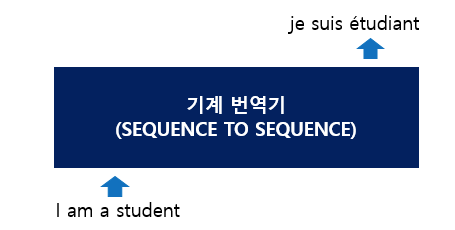 je suis étudiant
기계 번역기
(SEQUENCE TO SEQUENCE)
I am a student